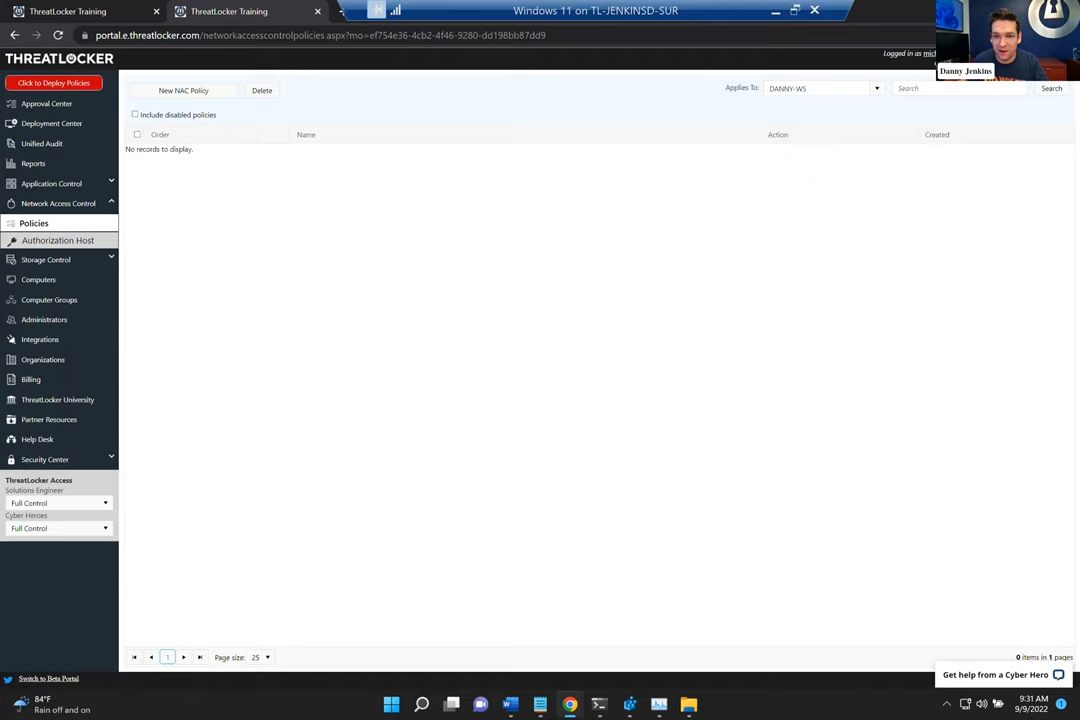 ThreatLocker Training
ThreatLocker Training
Windows 11 on TL-JENKINSD-SUR
portal.e.threatlocker.com/networkaccesscontrolpolicies.aspx?mo=ef754e36-4cb2-4f46-9280-dd198bb87dd9
THREATLOCKER
Logged in as
Danny Jenkins
Click to Deploy Policies
New NAC Policy
Delete
Applies To:
DANNY-WS
Search
Search
Approval Center
Include disabled policies
Deployment Center
Order
Name
Action
Created
Unified Audit
No records to display.
Reports
Application Control
Network Access Control
Policies
Authorization Host
Storage Control
Computers
Computer Groups
Administrators
Integrations
Organizations
Billing
ThreatLocker University
Partner Resources
Help Desk
Security Center
ThreatLocker Access
Solutions Engineer
Full Control
Cyber Heroes
Full Control
1
Page size:
25
0 items in 1 pages
Switch to Beta Portal
Get help from a Cyber Hero
84°F
Rain off and on
9:31 AM
9/9/2022
1